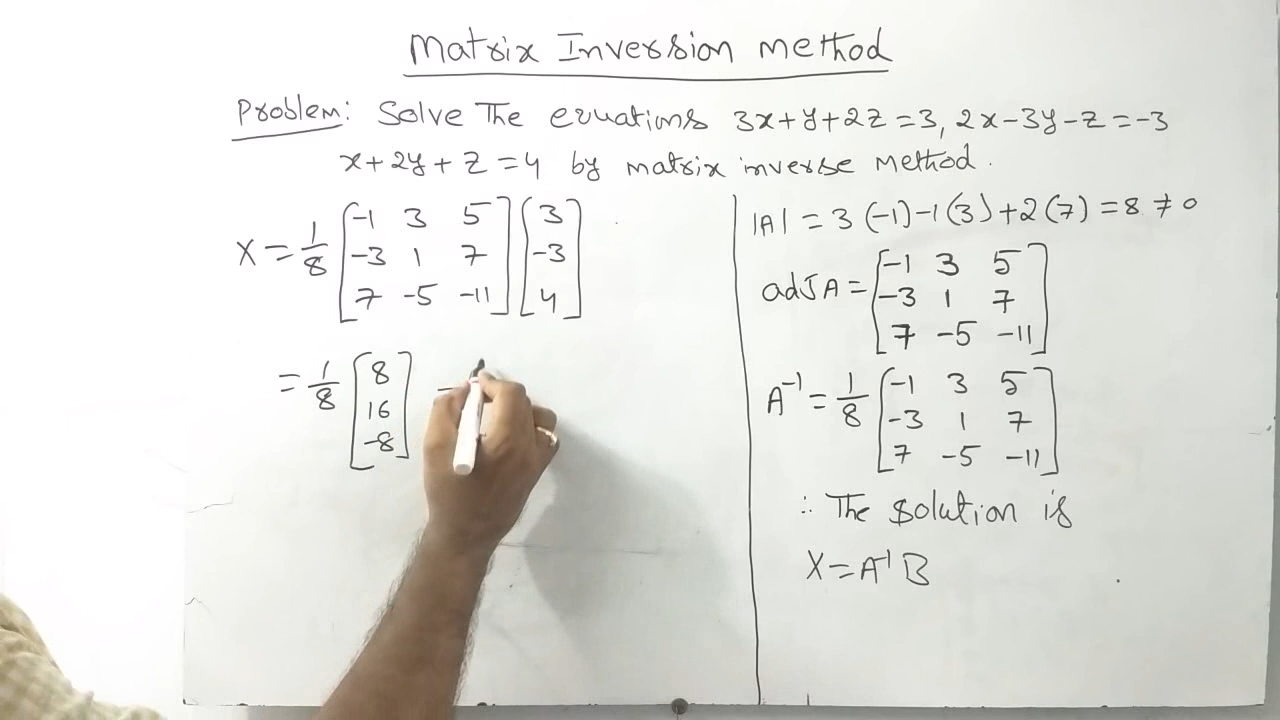 Matrix Inversion method
Problem: Solve The equations 3x+y+2z=3, 2x-3y-z=-3
x+2y+z=4 by matrix inverse method.
X = 1/8 [-1 3 5] [3]
[-3 1 7] [-3]
[7 -5 -11] [4]
= 1/8 [8]
[16]
[-8]
|A| = 3(-1)-1(3)+2(7) = 8 ≠ 0
adJ A = [-1 3 5]
[-3 1 7]
[7 -5 -11]
A⁻¹ = 1/8 [-1 3 5]
[-3 1 7]
[7 -5 -11]
∴ The solution is
X = A⁻¹ B